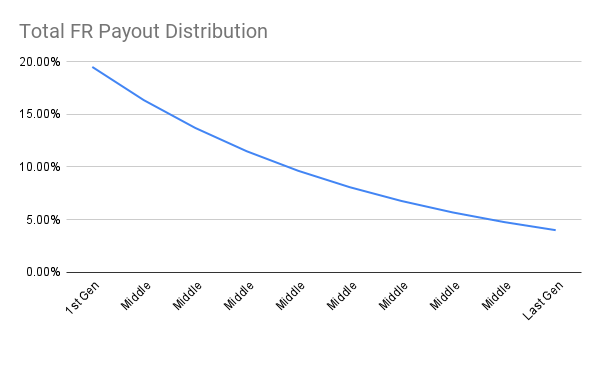 Total FR Payout Distribution
20.00%
15.00%
10.00%
5.00%
0.00%
1st Gen
Middle
Middle
Middle
Middle
Middle
Middle
Middle
Middle
Last Gen